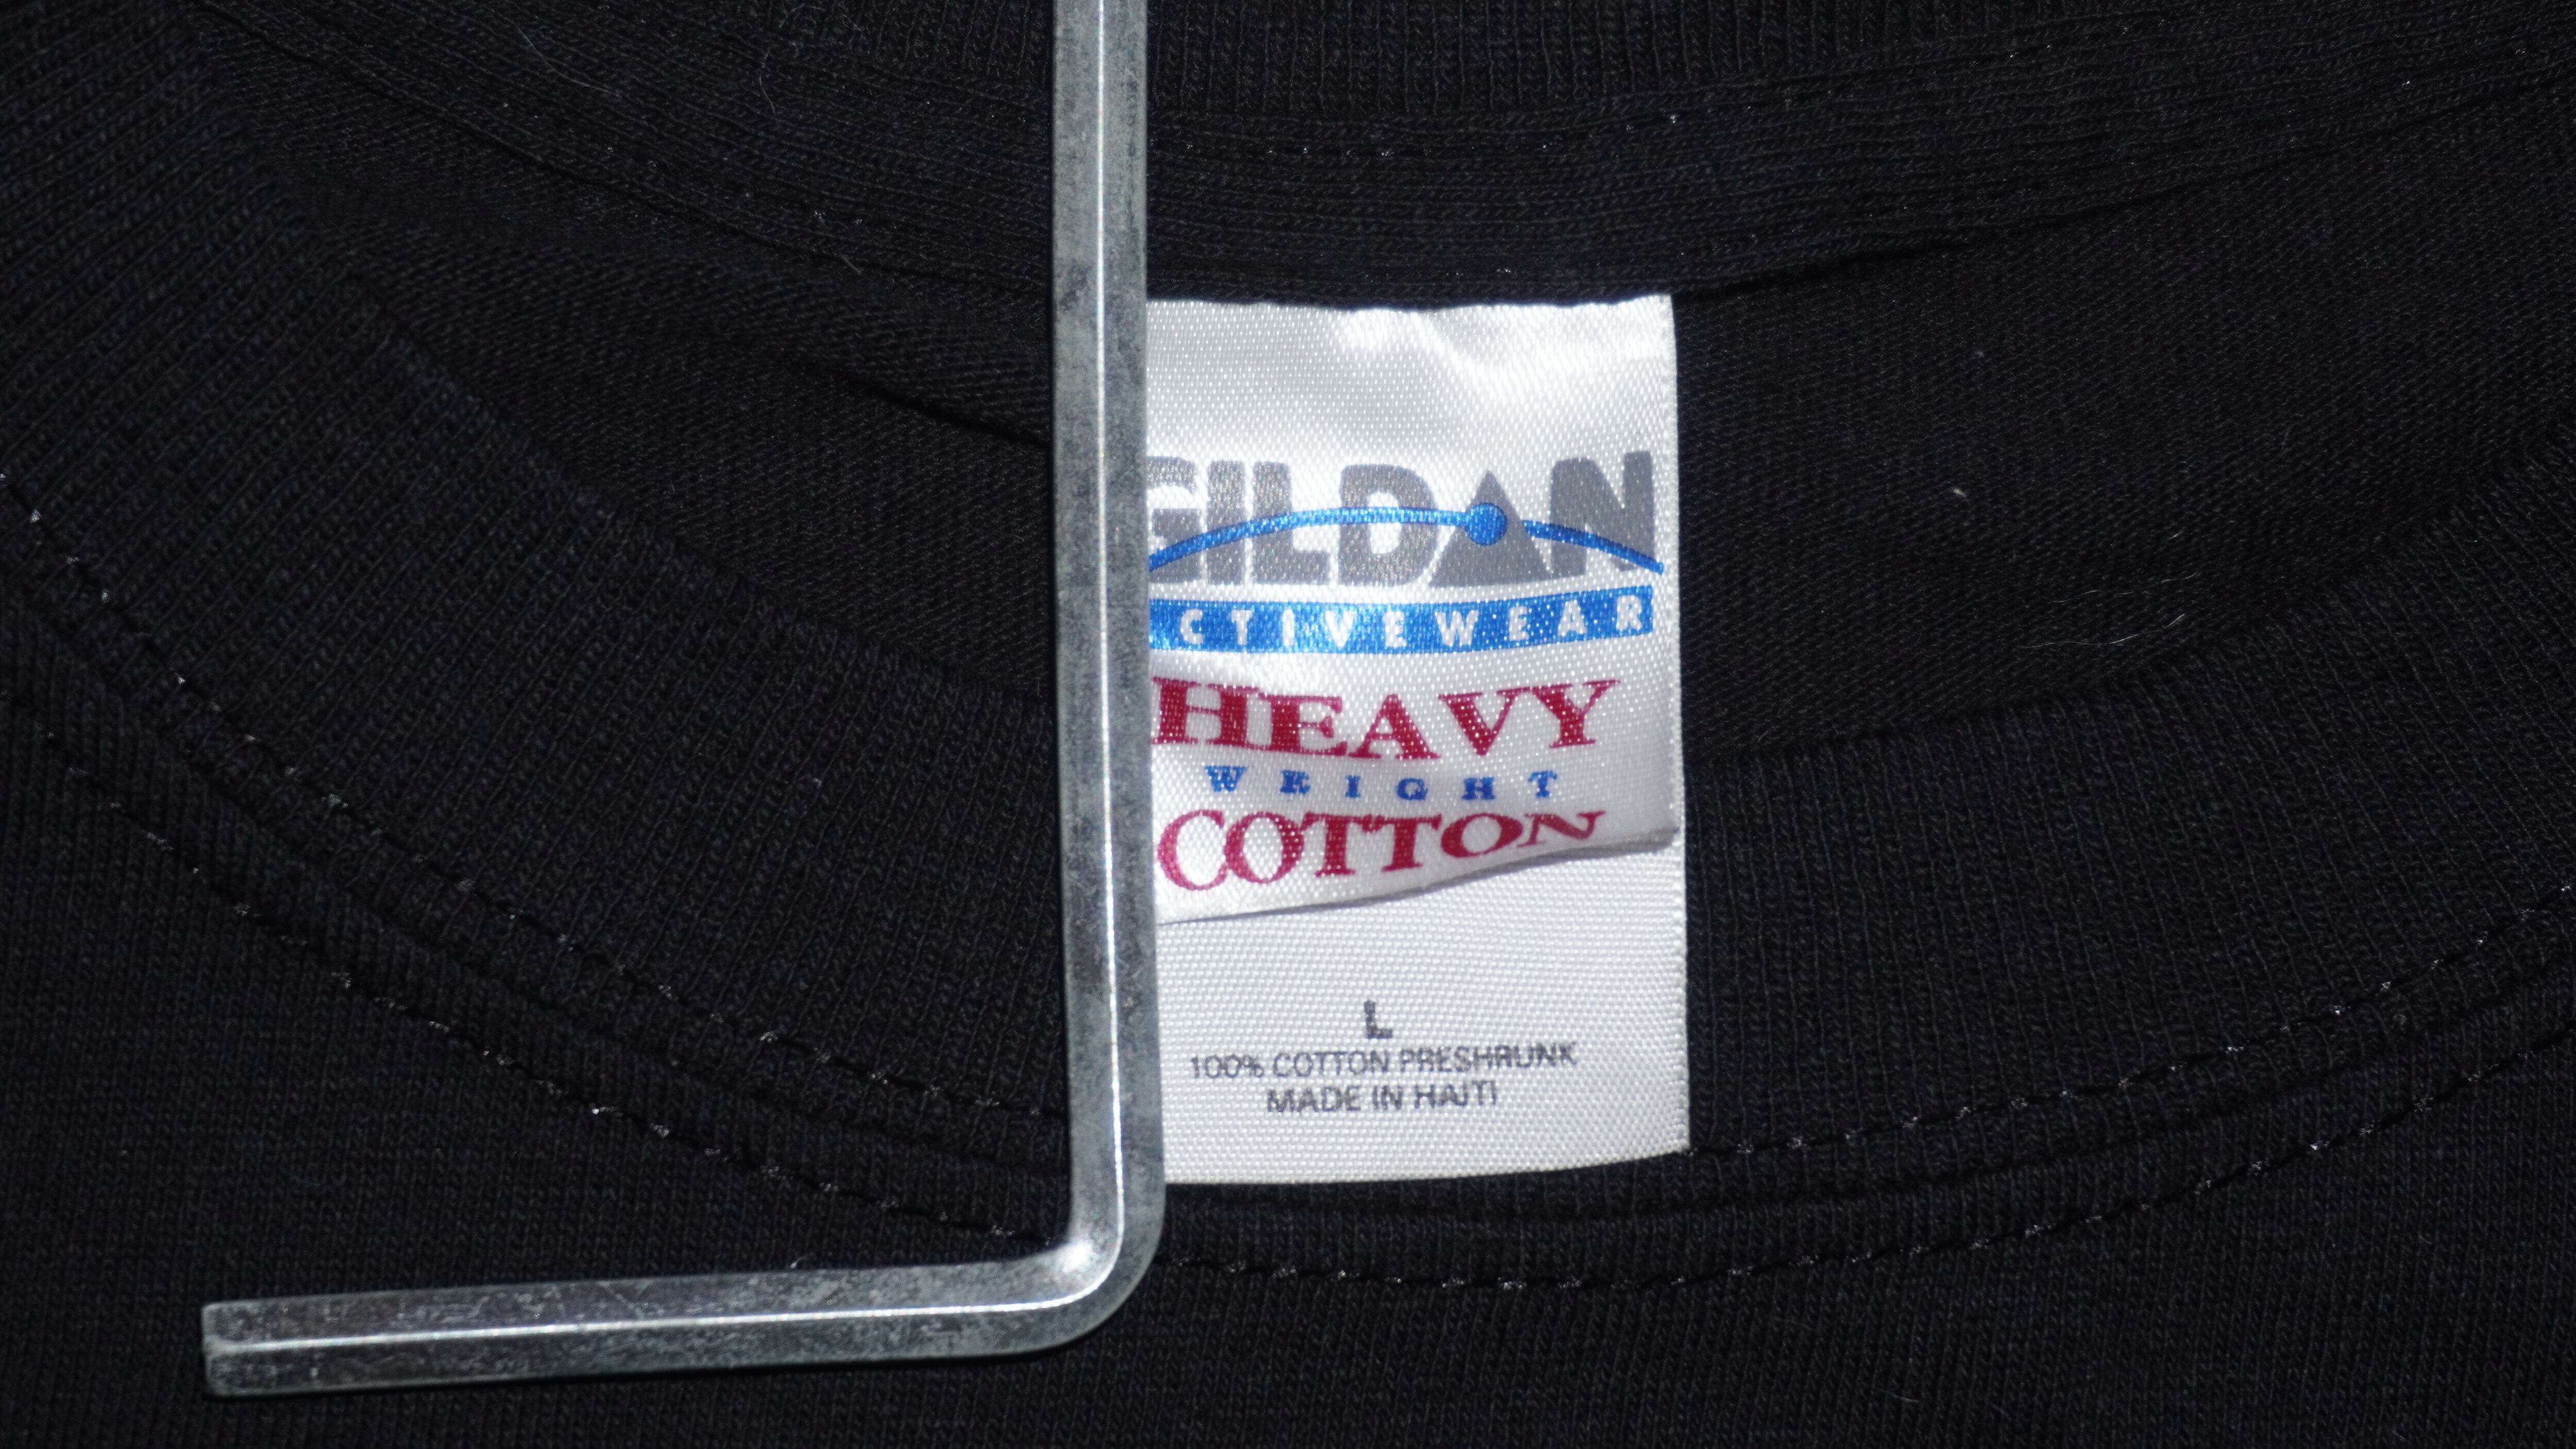 GILDAN
CTIVEWEAR
HEAVY
WEIGHT
COTTON
L
100% COTTON PRESHRUNK
MADE IN HAITI